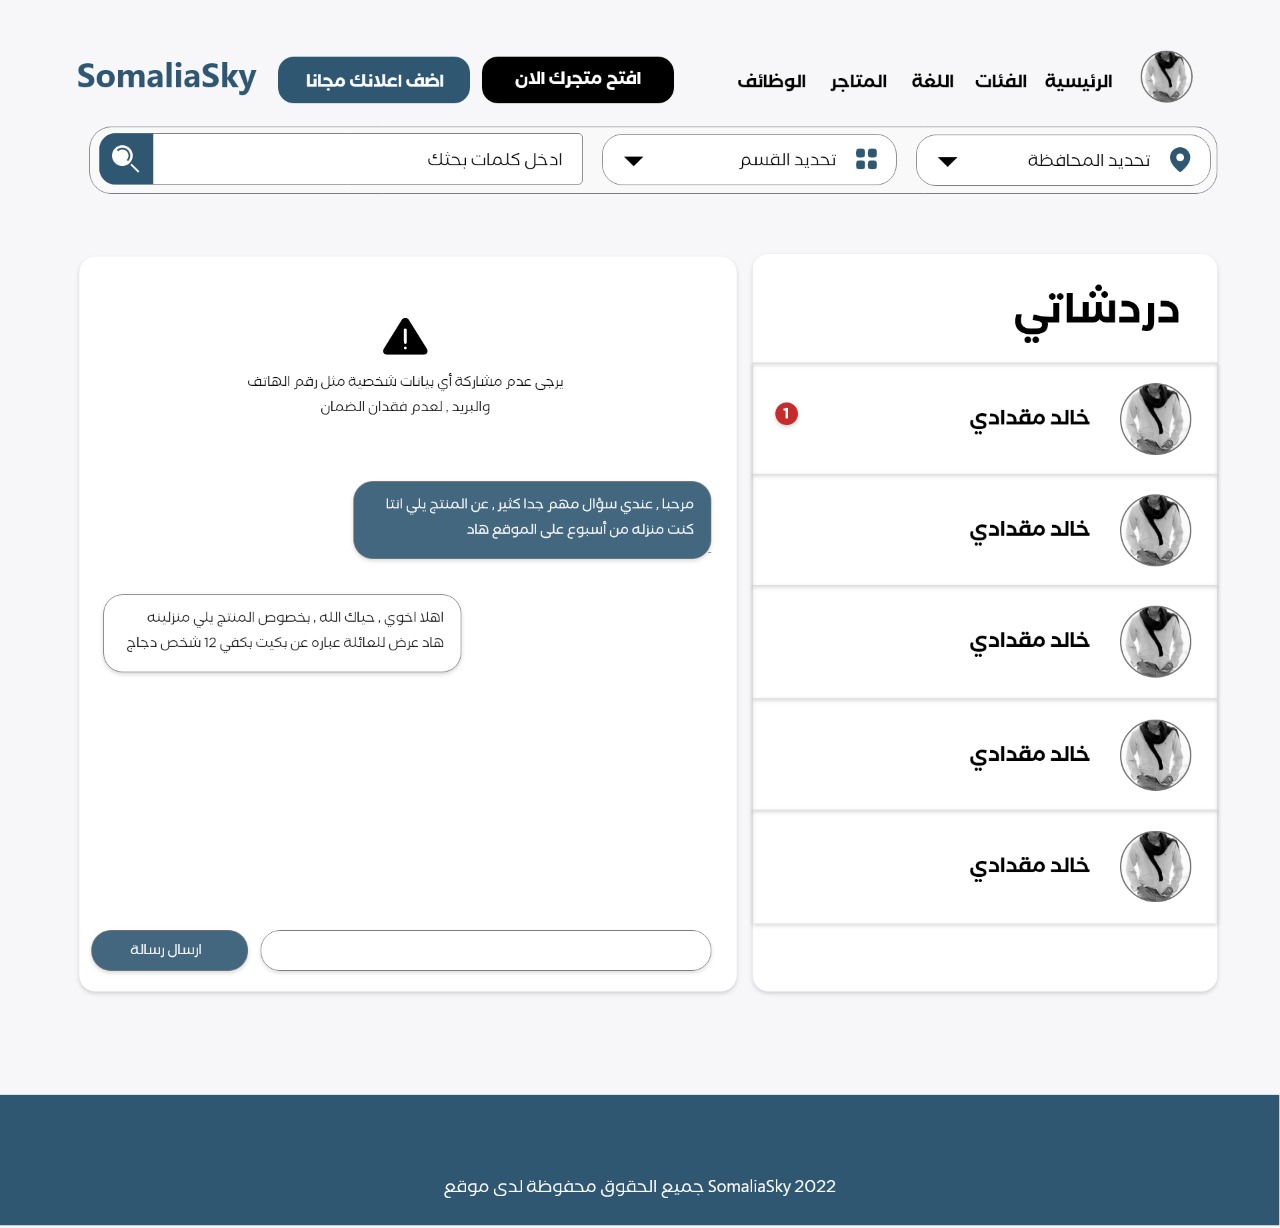 الرئيسية
الفئات
اللغة
المتاجر
الوظائف
افتح متجرك الان
اضف اعلانك مجانا
SomaliaSky
تحديد المحافظة
تحديد القسم
ادخل كلمات بحثك
دردشاتي
خالد مقدادي
1
خالد مقدادي
خالد مقدادي
خالد مقدادي
خالد مقدادي
يرجى عدم مشاركة أي بيانات شخصية مثل رقم الهاتف
والبريد , لعدم فقدان الضمان
مرحبا , عندي سؤال مهم جدا كثير , عن المنتج يلي انتا
كنت منزله من أسبوع على الموقع هاد
اهلا اخوي , حياك الله , بخصوص المنتج يلي منزلينه
هاد عرض للعائلة عباره عن بكيت بكفي 12 شخص دجاج
ارسال رسالة
جميع الحقوق محفوظة لدى موقع SomaliaSky 2022